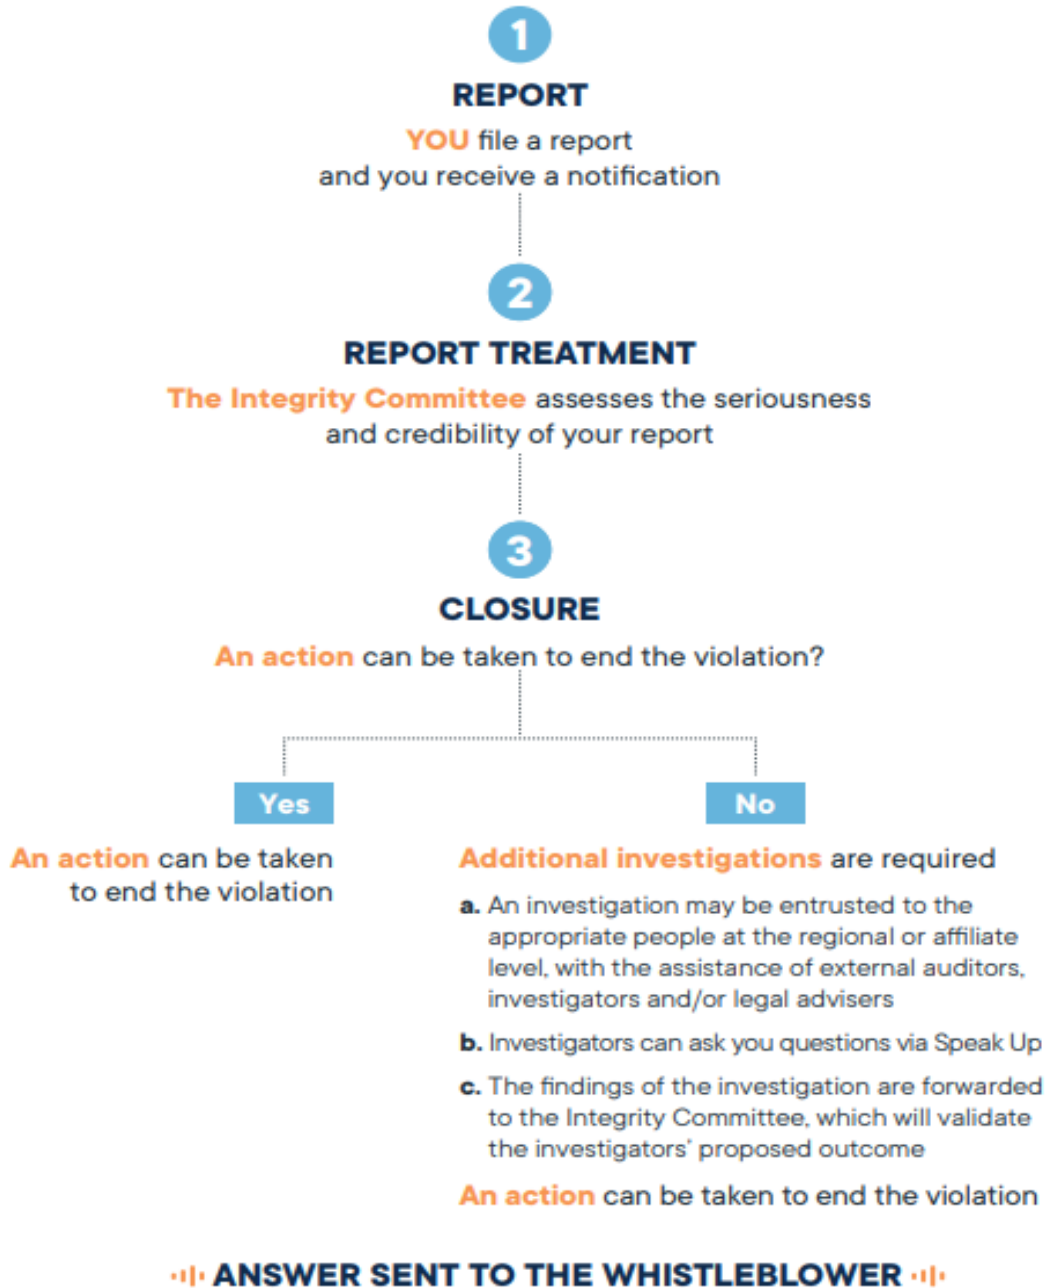 1
REPORT
YOU file a report
and you receive a notification
2
REPORT TREATMENT
The Integrity Committee assesses the seriousness
and credibility of your report
3
CLOSURE
An action can be taken to end the violation?
Yes
An action can be taken
to end the violation
No
Additional investigations are required
a. An investigation may be entrusted to the
appropriate people at the regional or affiliate
level, with the assistance of external auditors,
investigators and/or legal advisers
b. Investigators can ask you questions via Speak Up
c. The findings of the investigation are forwarded
to the Integrity Committee, which will validate
the investigators' proposed outcome
An action can be taken to end the violation
ANSWER SENT TO THE WHISTLEBLOWER